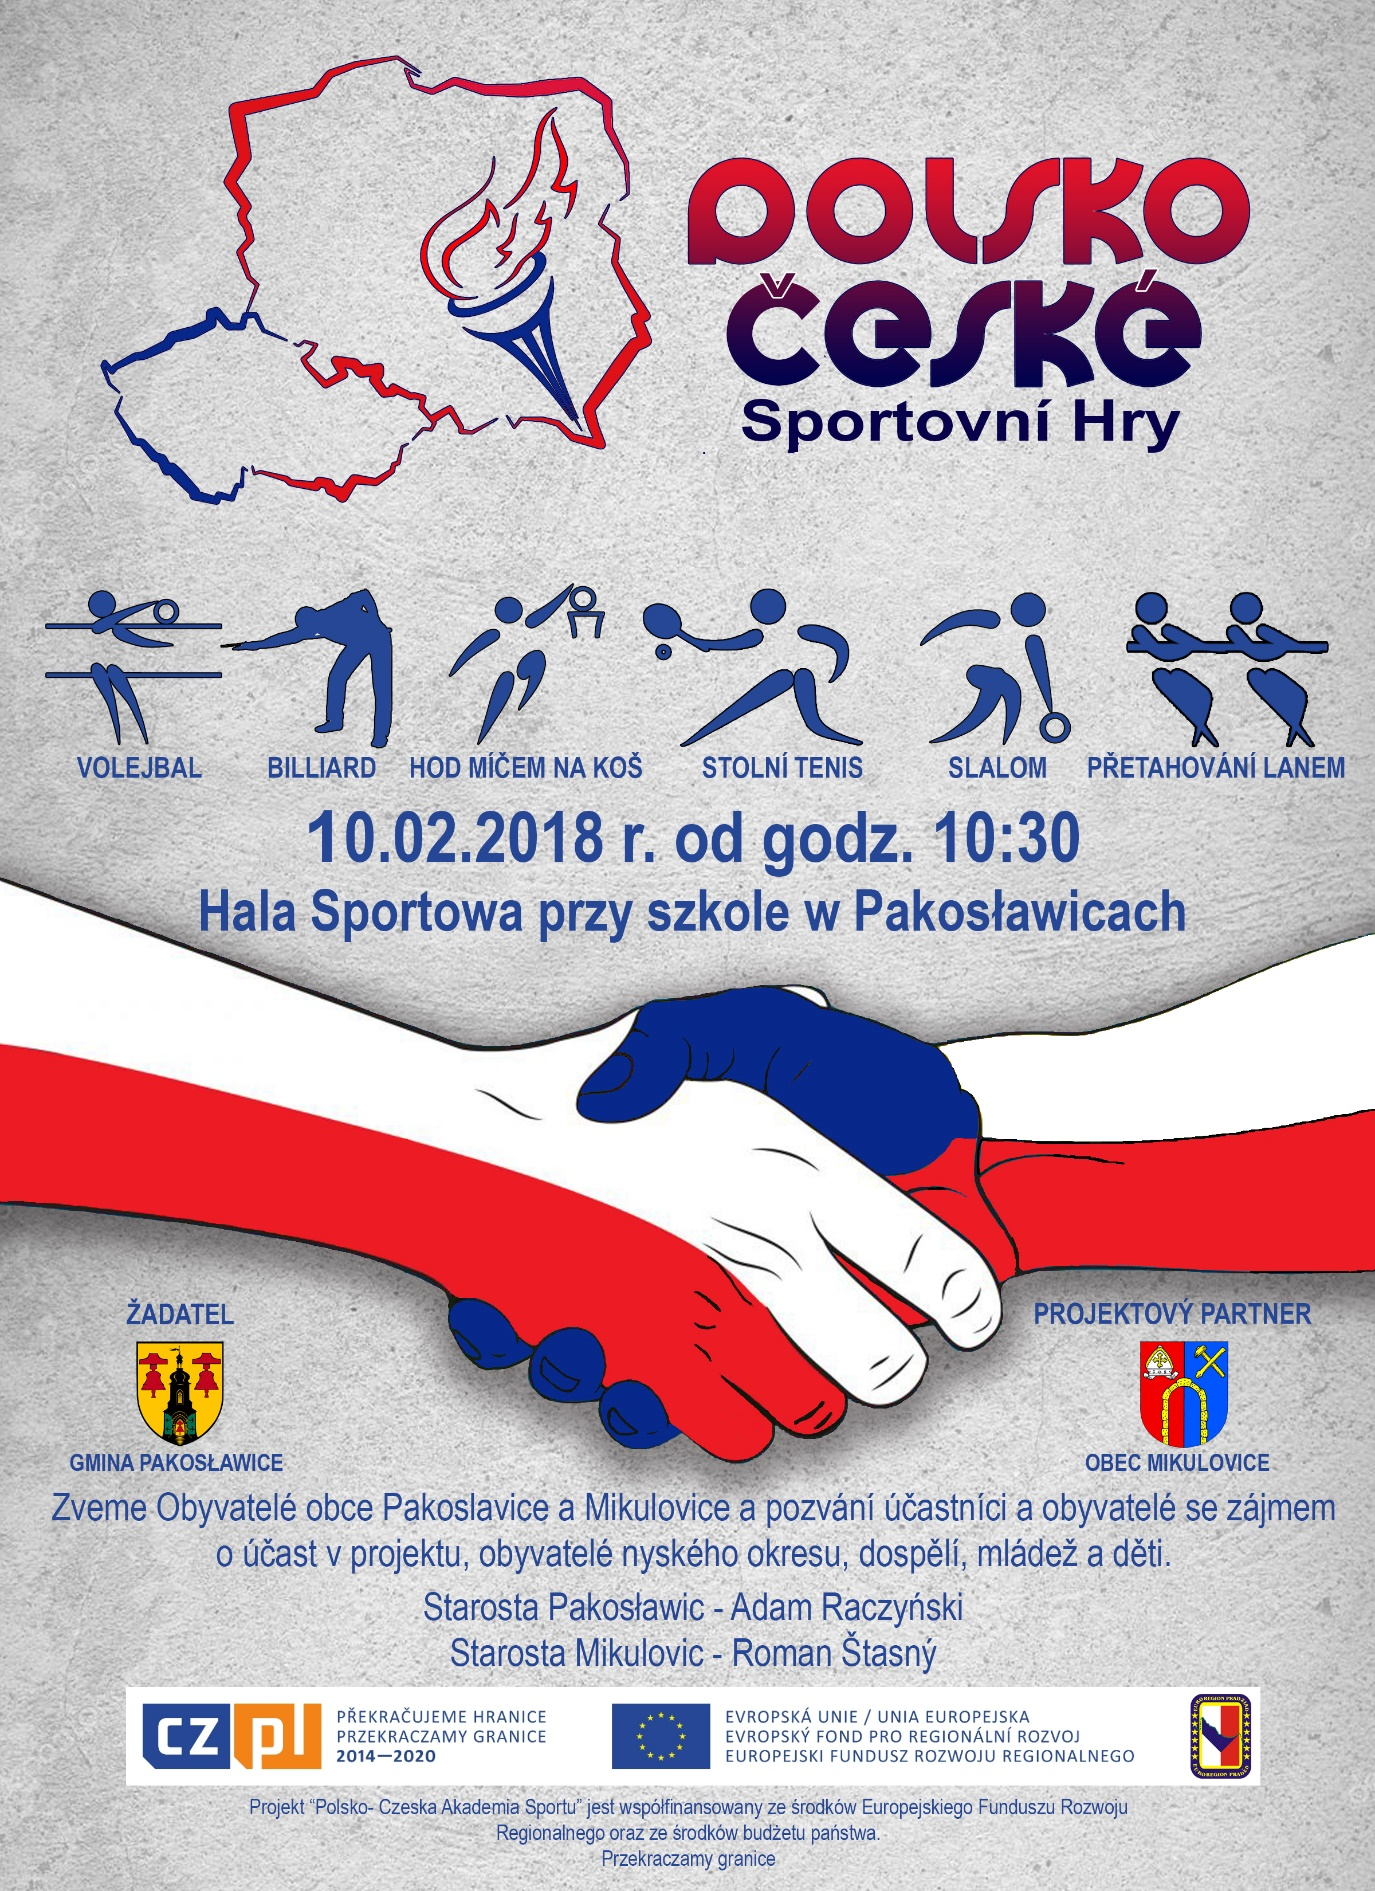 polsko
české
Sportovní Hry
VOLEJBAL BILLIARD HOD MÍČEM NA KOŠ STOLNÍ TENIS SLALOM PŘETAHOVÁNÍ LANEM
10.02.2018 r. od godz. 10:30
Hala Sportowa przy szkole w Pakosławicach
ŽADATEL
GMINA PAKOSŁAWICE
PROJEKTOVÝ PARTNER
OBEC MIKULOVICE
Zveme Obyvatelé obce Pakoslavice a Mikulovice a pozvání účastníci a obyvatelé se zájmem
o účast v projektu, obyvatelé nyského okresu, dospělí, mládež a děti.
Starosta Pakosławic - Adam Raczyński
Starosta Mikulovic - Roman Štasný
cz pl
PŘEKRAČUJEME HRANICE
PRZEKRACZAMY GRANICE
2014—2020
EVROPSKÁ UNIE / UNIA EUROPEJSKA
EVROPSKÝ FOND PRO REGIONÁLNÍ ROZVOJ
EUROPEJSKI FUNDUSZ ROZWOJU REGIONALNEGO
EUROREGION PRADZIAD
EUROREGION PRADĚD
Projekt “Polsko- Czeska Akademia Sportu” jest współfinansowany ze środków Europejskiego Funduszu Rozwoju
Regionalnego oraz ze środków budżetu państwa.
Przekraczamy granice